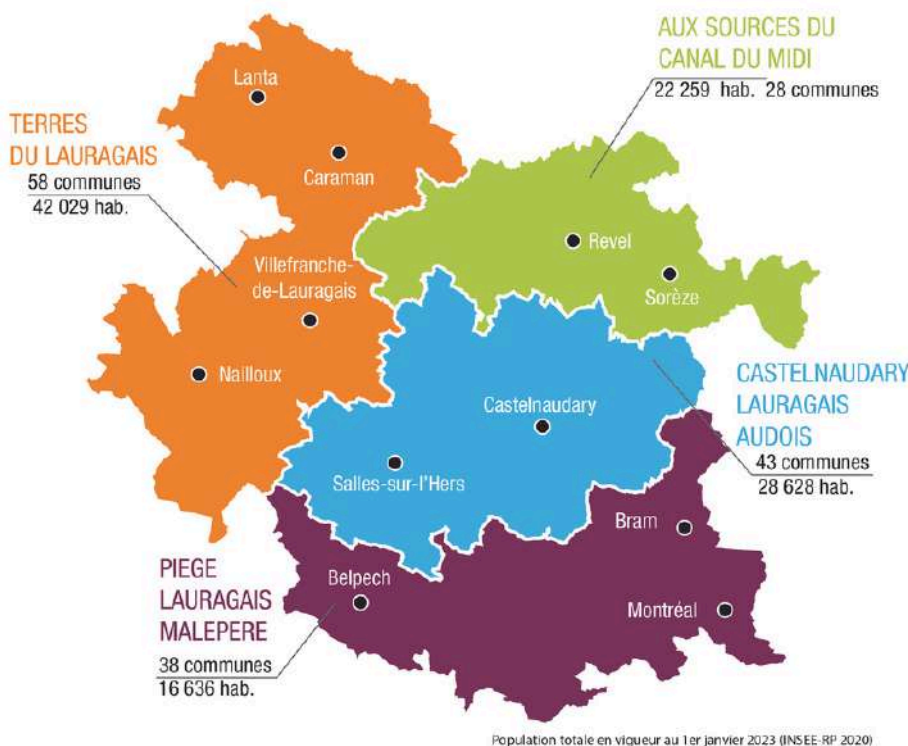 AUX SOURCES DU
CANAL DU MIDI
22 259 hab. 28 communes
Lanta
TERRES
DU LAURAGAIS
58 communes
42 029 hab.
Caraman
Revel
Villefranche-
de-Lauragais
Sorèze
Nailloux
CASTELNAUDARY
LAURAGAIS
AUDOIS
43 communes
28 628 hab.
Castelnaudary
Salles-sur-l'Hers
Bram
PIEGE
LAURAGAIS
MALEPERE
38 communes
16 636 hab.
Belpech
Montréal
Population totale en vigueur au 1er janvier 2023 (INSEE-RP 2020)